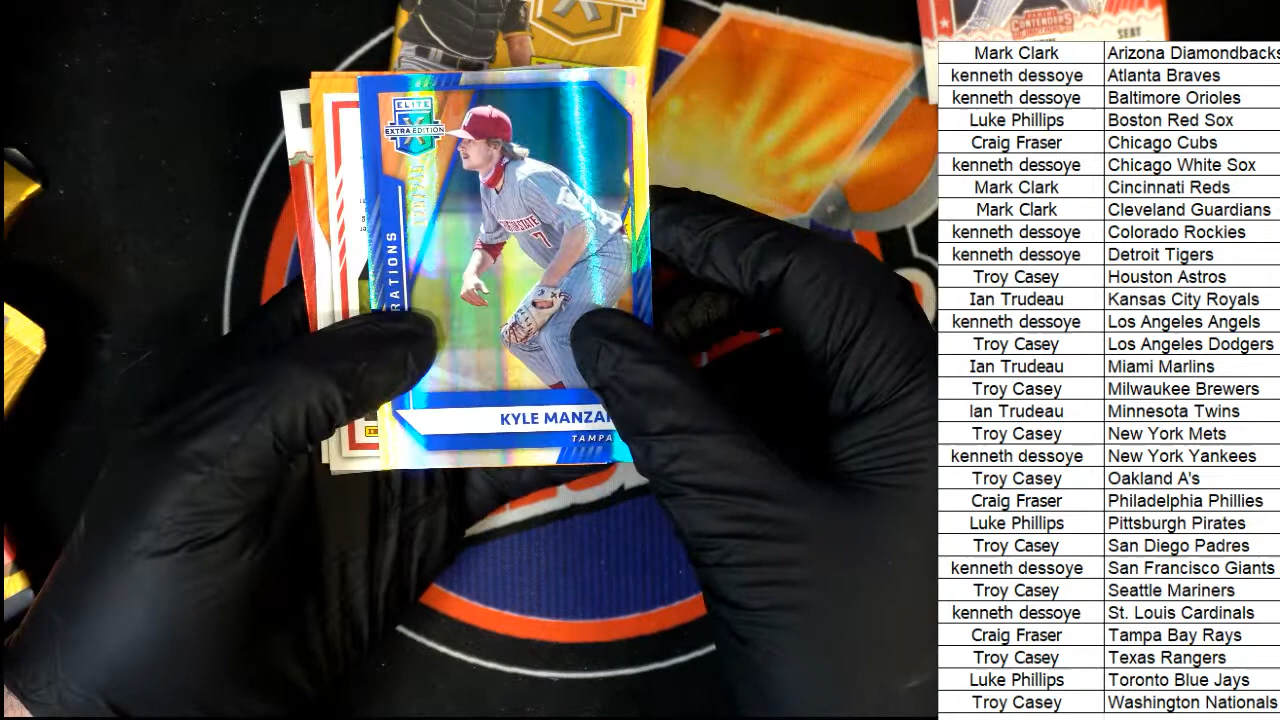 CONTENDERS
SEAT
ELITE
EXTRA EDITION
RATIONS
7
KYLE MANZAR
TAMPA
Mark Clark Arizona Diamondbacks
kenneth dessoye Atlanta Braves
kenneth dessoye Baltimore Orioles
Luke Phillips Boston Red Sox
Craig Fraser Chicago Cubs
kenneth dessoye Chicago White Sox
Mark Clark Cincinnati Reds
Mark Clark Cleveland Guardians
kenneth dessoye Colorado Rockies
kenneth dessoye Detroit Tigers
Troy Casey Houston Astros
Ian Trudeau Kansas City Royals
kenneth dessoye Los Angeles Angels
Troy Casey Los Angeles Dodgers
Ian Trudeau Miami Marlins
Troy Casey Milwaukee Brewers
Ian Trudeau Minnesota Twins
Troy Casey New York Mets
kenneth dessoye New York Yankees
Troy Casey Oakland A's
Craig Fraser Philadelphia Phillies
Luke Phillips Pittsburgh Pirates
Troy Casey San Diego Padres
kenneth dessoye San Francisco Giants
Troy Casey Seattle Mariners
kenneth dessoye St. Louis Cardinals
Craig Fraser Tampa Bay Rays
Troy Casey Texas Rangers
Luke Phillips Toronto Blue Jays
Troy Casey Washington Nationals